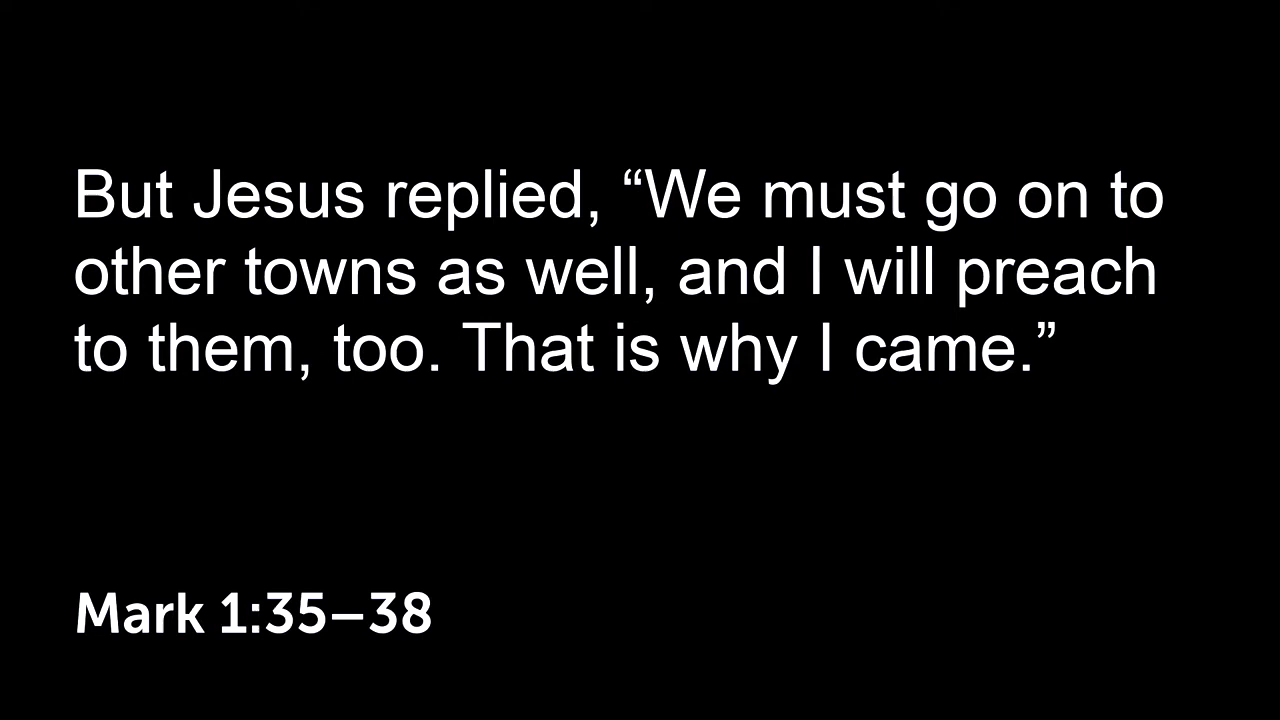 But Jesus replied, “We must go on to
other towns as well, and I will preach
to them, too. That is why I came.”
Mark 1:35–38